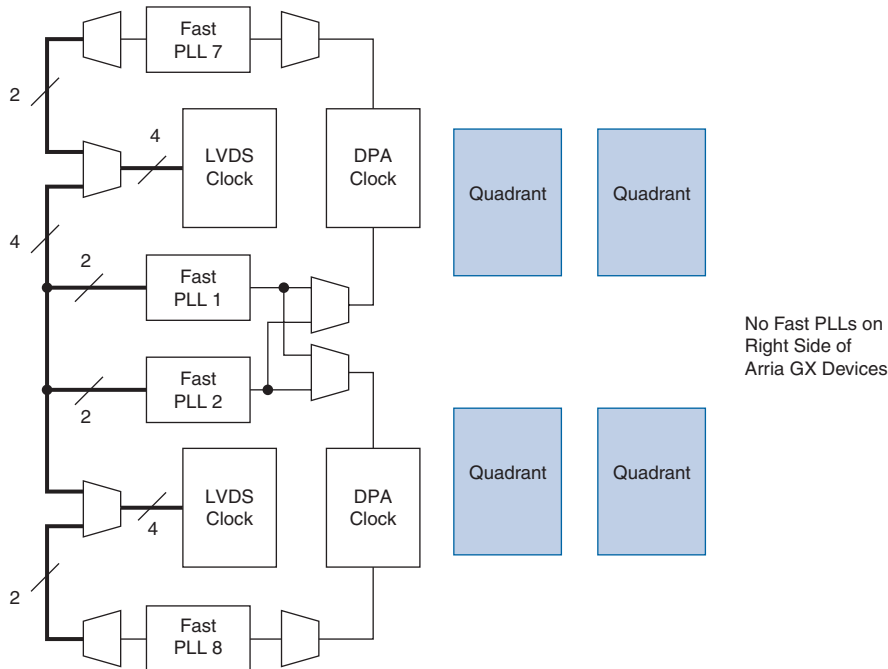 Fast
PLL 7
2
4
LVDS
Clock
DPA
Clock
Quadrant
Quadrant
4
2
Fast
PLL 1
No Fast PLLs on
Right Side of
Arria GX Devices
Fast
PLL 2
2
LVDS
Clock
4
DPA
Clock
Quadrant
Quadrant
2
Fast
PLL 8